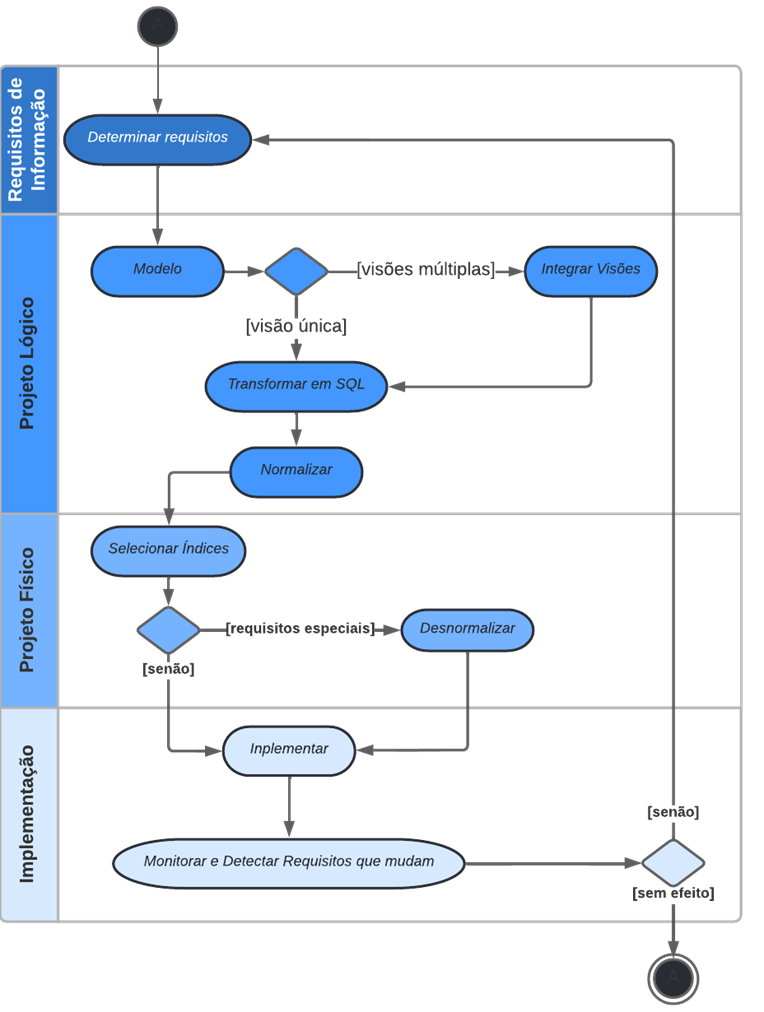 A
Requisitos de
Informação
Determinar requisitos
Projeto Lógico
Modelo
[visões múltiplas]
Integrar Visões
[visão única]
Transformar em SQL
Normalizar
Projeto Físico
Selecionar Índices
[requisitos especiais]
Desnormalizar
[senão]
Implementação
Inplementar
[senão]
Monitorar e Detectar Requisitos que mudam
[sem efeito]
A